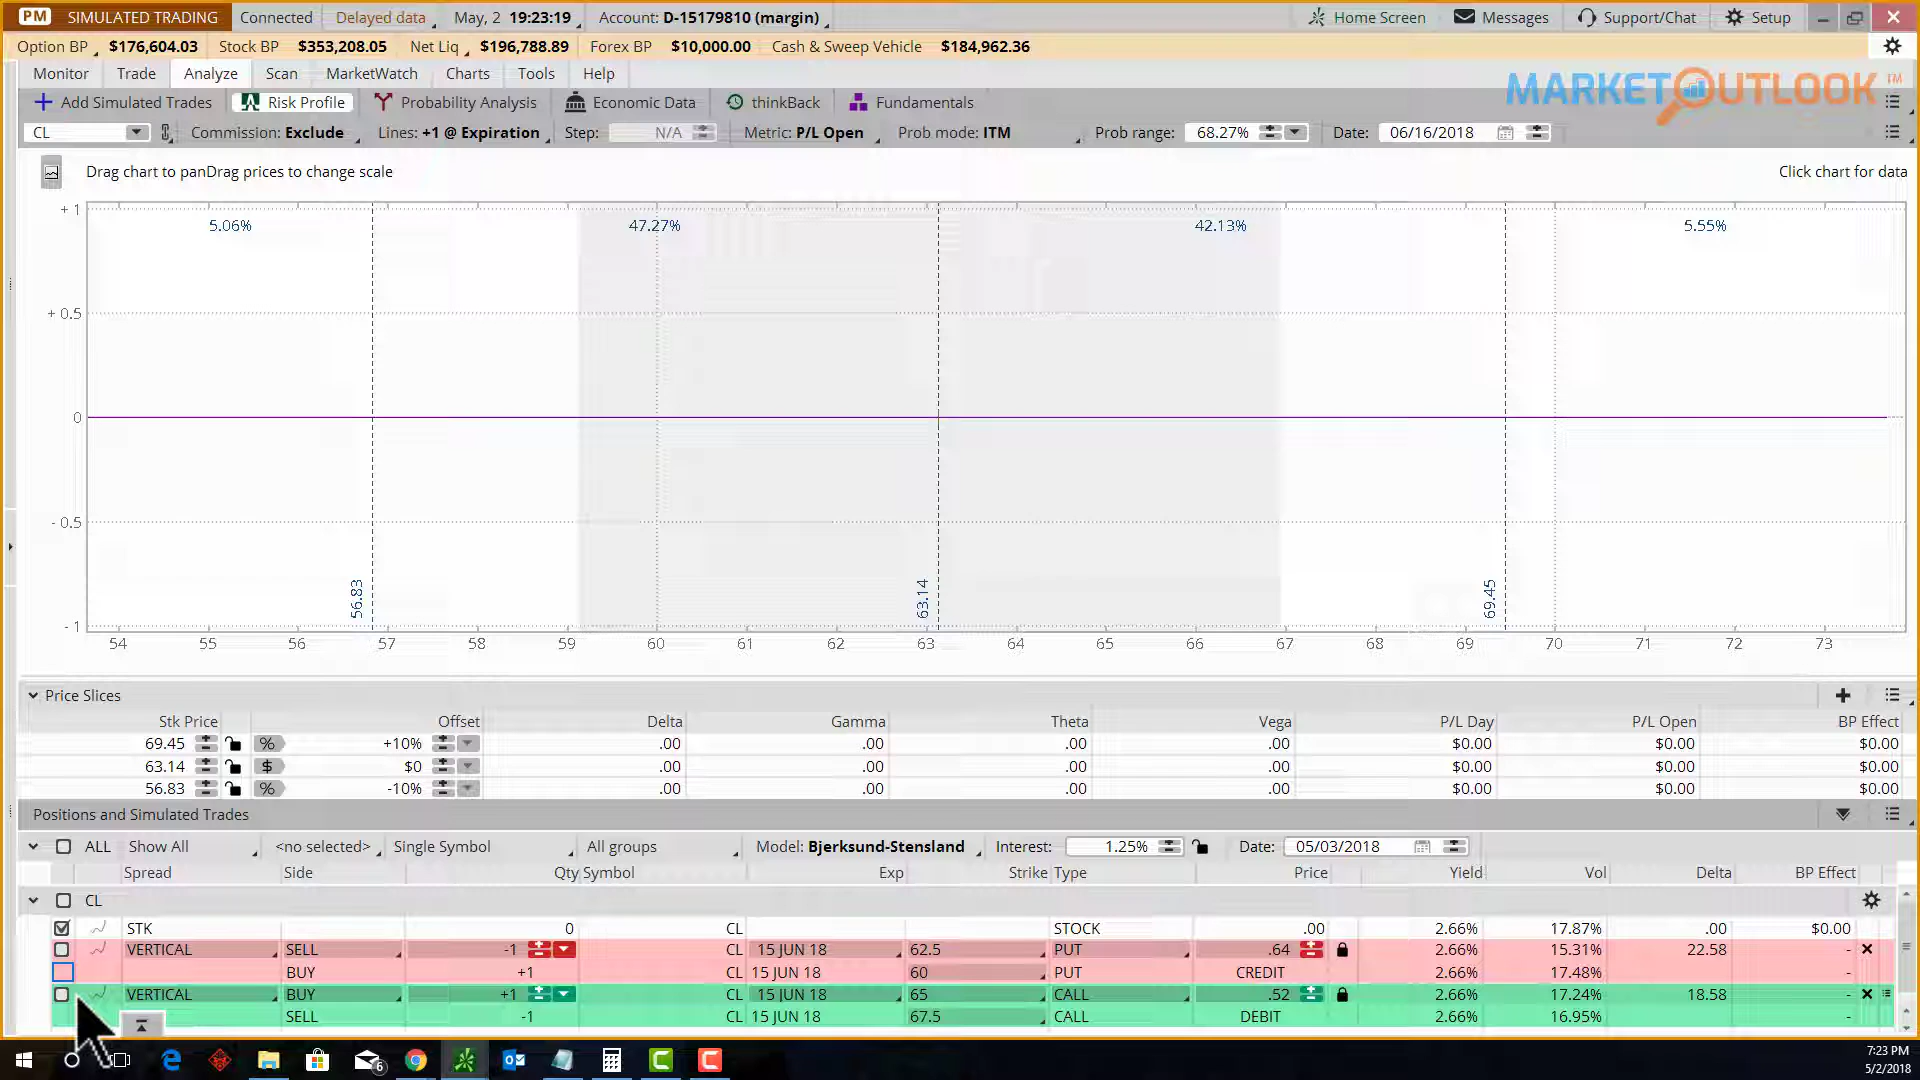 PM SIMULATED TRADING Connected Delayed data May, 2 19:23:19 Account: D-15179810 (margin) Home Screen Messages Support/Chat Setup
Option BP $176,604.03 Stock BP $353,208.05 Net Liq $196,788.89 Forex BP $10,000.00 Cash & Sweep Vehicle $184,962.36
Monitor Trade Analyze Scan MarketWatch Charts Tools Help
MARKETOUTLOOK TM
Add Simulated Trades Risk Profile Probability Analysis Economic Data thinkBack Fundamentals
CL Commission: Exclude Lines: +1 @ Expiration Step: N/A Metric: P/L Open Prob mode: ITM Prob range: 68.27% Date: 06/16/2018
Drag chart to panDrag prices to change scale Click chart for data
+ 1
5.06% 47.27% 42.13% 5.55%
+ 0.5
0
- 0.5
56.83 63.14 69.45
- 1
54 55 56 57 58 59 60 61 62 63 64 65 66 67 68 69 70 71 72 73
Price Slices
Stk Price Offset Delta Gamma Theta Vega P/L Day P/L Open BP Effect
69.45 % +10% .00 .00 .00 .00 $0.00 $0.00 $0.00
63.14 $ $0 .00 .00 .00 .00 $0.00 $0.00 $0.00
56.83 % -10% .00 .00 .00 .00 $0.00 $0.00 $0.00
Positions and Simulated Trades
ALL Show All <no selected> Single Symbol All groups Model: Bjerksund-Stensland Interest: 1.25% Date: 05/03/2018
Spread Side Qty Symbol Exp Strike Type Price Yield Vol Delta BP Effect
CL
STK 0 CL STOCK .00 2.66% 17.87% .00 $0.00
VERTICAL SELL -1 CL 15 JUN 18 62.5 PUT .64 2.66% 15.31% 22.58 -
BUY +1 CL 15 JUN 18 60 PUT CREDIT 2.66% 17.48% -
VERTICAL BUY +1 CL 15 JUN 18 65 CALL .52 2.66% 17.24% 18.58 -
SELL -1 CL 15 JUN 18 67.5 CALL DEBIT 2.66% 16.95% -
6
7:23 PM
5/2/2018